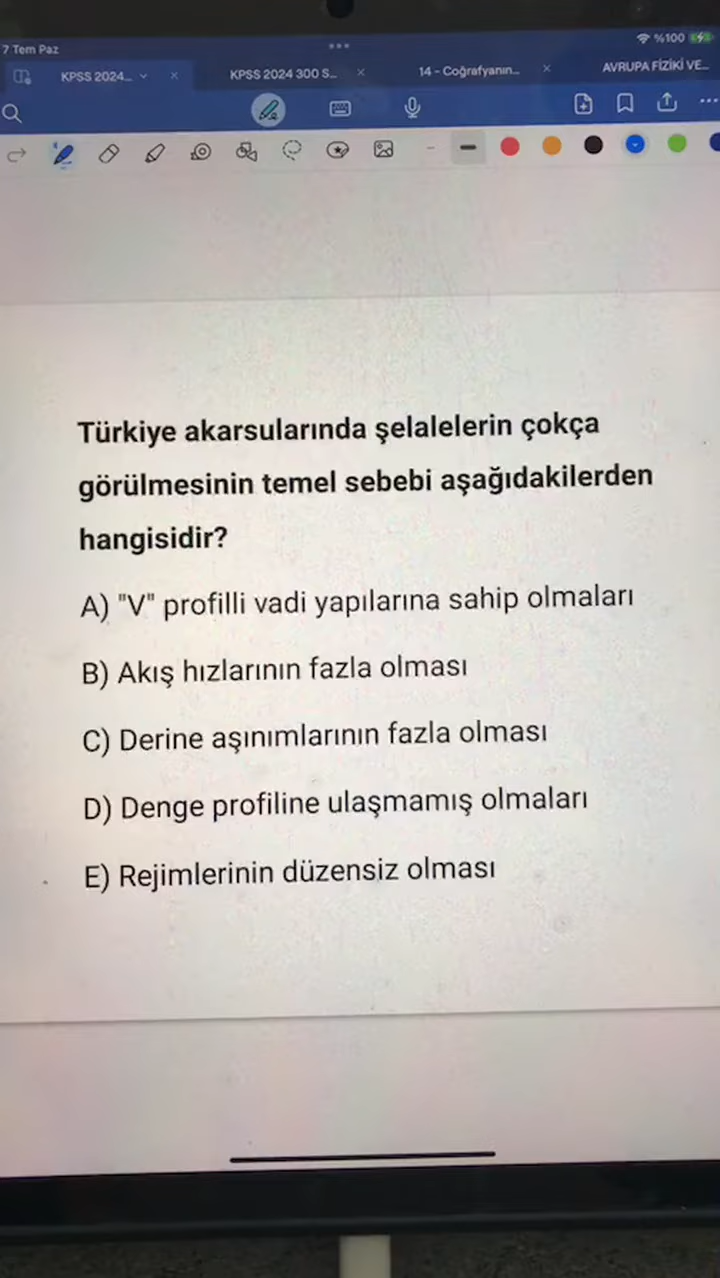 7 Tem Paz
%100
KPSS 2024...
KPSS 2024 300 S...
14 - Coğrafyanın...
AVRUPA FİZİKİ VE...
Türkiye akarsularında şelalelerin çokça
görülmesinin temel sebebi aşağıdakilerden
hangisidir?
A) "V" profilli vadi yapılarına sahip olmaları
B) Akış hızlarının fazla olması
C) Derine aşınımlarının fazla olması
D) Denge profiline ulaşmamış olmaları
E) Rejimlerinin düzensiz olması